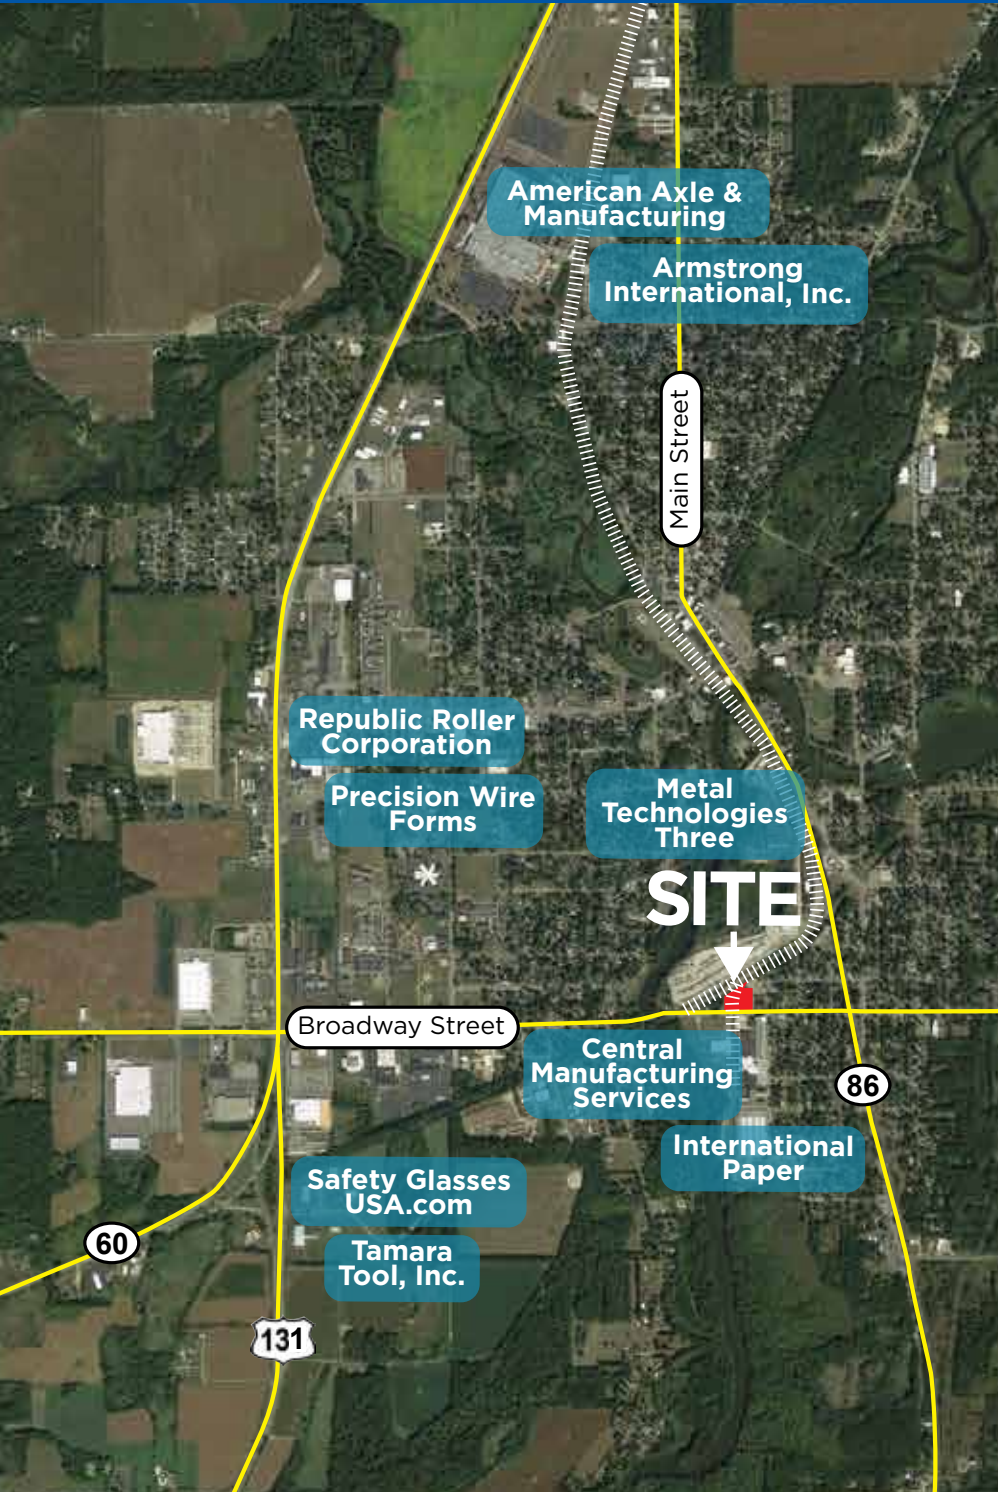 American Axle &
Manufacturing
Armstrong
International, Inc.
Main Street
Republic Roller
Corporation
Precision Wire
Forms
Metal
Technologies
Three
SITE
Broadway Street
Central
Manufacturing
Services
86
International
Paper
Safety Glasses
USA.com
60
Tamara
Tool, Inc.
131